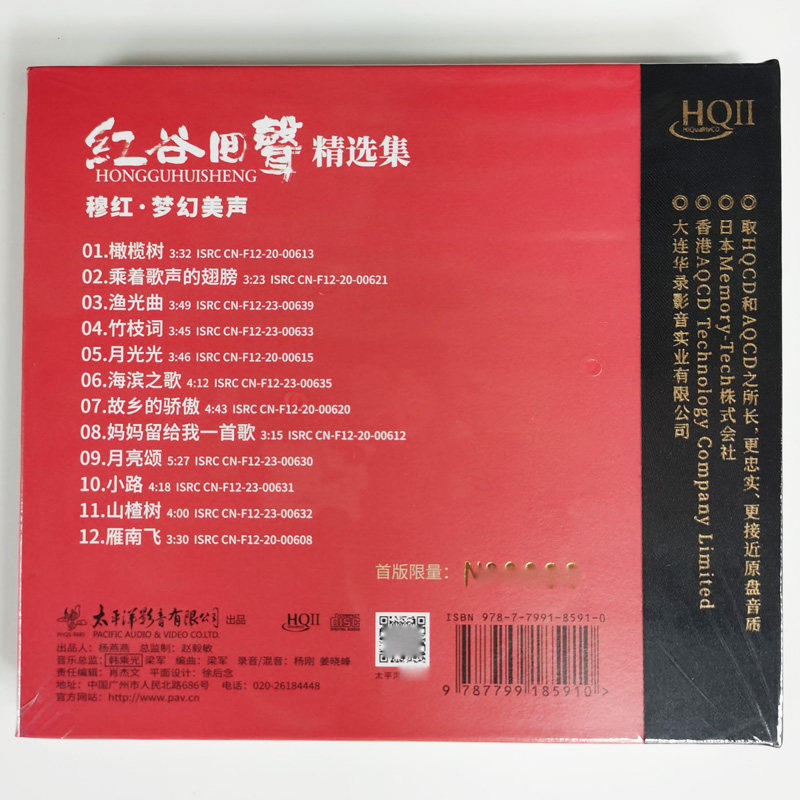 紅谷回聲 精选集
HONGGUHUISHENG
穆红·梦幻美声
01.橄榄树 3:32 ISRC CN-F12-20-00613
02.乘着歌声的翅膀 3:23 ISRC CN-F12-20-00621
03.渔光曲 3:49 ISRC CN-F12-23-00639
04.竹枝词 3:45 ISRC CN-F12-23-00633
05.月光光 3:46 ISRC CN-F12-20-00615
06.海滨之歌 4:12 ISRC CN-F12-23-00635
07.故乡的骄傲 4:43 ISRC CN-F12-20-00620
08.妈妈留给我一首歌 3:15 ISRC CN-F12-20-00612
09.月亮颂 5:27 ISRC CN-F12-23-00630
10.小路 4:18 ISRC CN-F12-23-00631
11.山楂树 4:00 ISRC CN-F12-23-00632
12.雁南飞 3:30 ISRC CN-F12-20-00608
首版限量：
太平洋影音有限公司 出品
PACIFIC AUDIO & VIDEO CO.LTD.
HQII
COMPACT disc DIGITAL AUDIO
出品人：杨燕燕 总监制：赵毅敏
音乐总监：韩乘光 梁军 编曲：梁军 录音/混音：杨刚 姜晓峰
责任编辑：肖杰文 平面设计：徐后念
地址：中国广州市人民北路686号 电话：020-26184448
官方网站：http://www.pav.cn
太平洋
ISBN 978-7-7991-8591-0
9 787799 185910 >
HQII
HiQualityCD
◎ 取HQCD和AQCD之所长、更忠实、更接近原盘音质
◎ 日本Memory-Tech株式会社
◎ 香港AQCD Technology Company Limited
◎ 大连华录影音实业有限公司